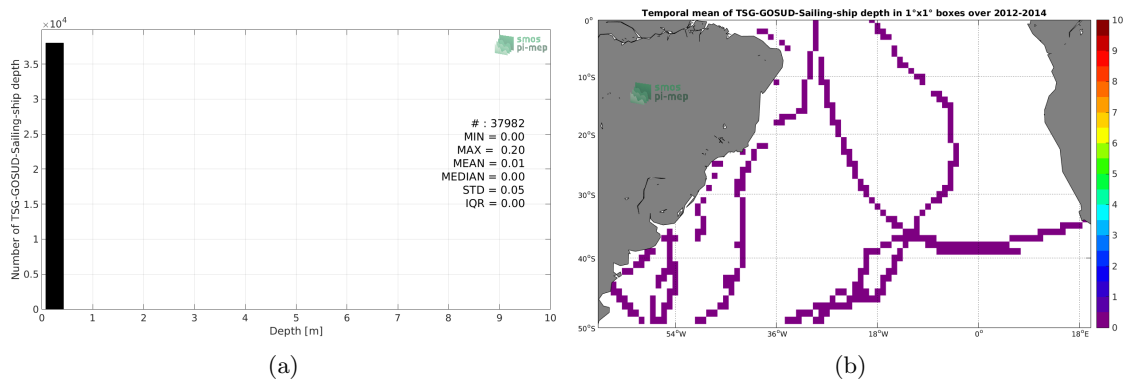 ×10⁴
3.5
3
2.5
2
1.5
1
0.5
0
Number of TSG-GOSUD-Sailing-ship depth
smos
pi-mep
# : 37982
MIN = 0.00
MAX = 0.20
MEAN = 0.01
MEDIAN = 0.00
STD = 0.05
IQR = 0.00
0 1 2 3 4 5 6 7 8 9 10
Depth [m]
(a)
Temporal mean of TSG-GOSUD-Sailing-ship depth in 1°x1° boxes over 2012-2014
0°
10°S
20°S
30°S
40°S
50°S
smos
pi-mep
54°W 36°W 18°W 0° 18°E
10
9
8
7
6
5
4
3
2
1
0
(b)